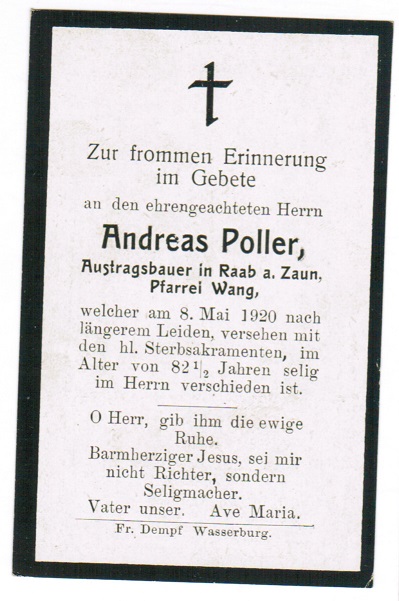 Zur frommen Erinnerung
im Gebete
an den ehrengeachteten Herrn
Andreas Poller,
Austragsbauer in Raab a. Zaun,
Pfarrei Wang,
welcher am 8. Mai 1920 nach
längerem Leiden, versehen mit
den hl. Sterbsakramenten, im
Alter von 82 1/2 Jahren selig
im Herrn verschieden ist.
O Herr, gib ihm die ewige
Ruhe.
Barmherziger Jesus, sei mir
nicht Richter, sondern
Seligmacher.
Vater unser. Ave Maria.
Fr. Dempf Wasserburg.